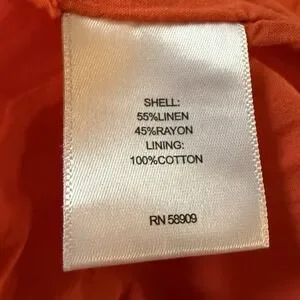 SHELL:
55%LINEN
45%RAYON
LINING:
100%COTTON
RN 58909